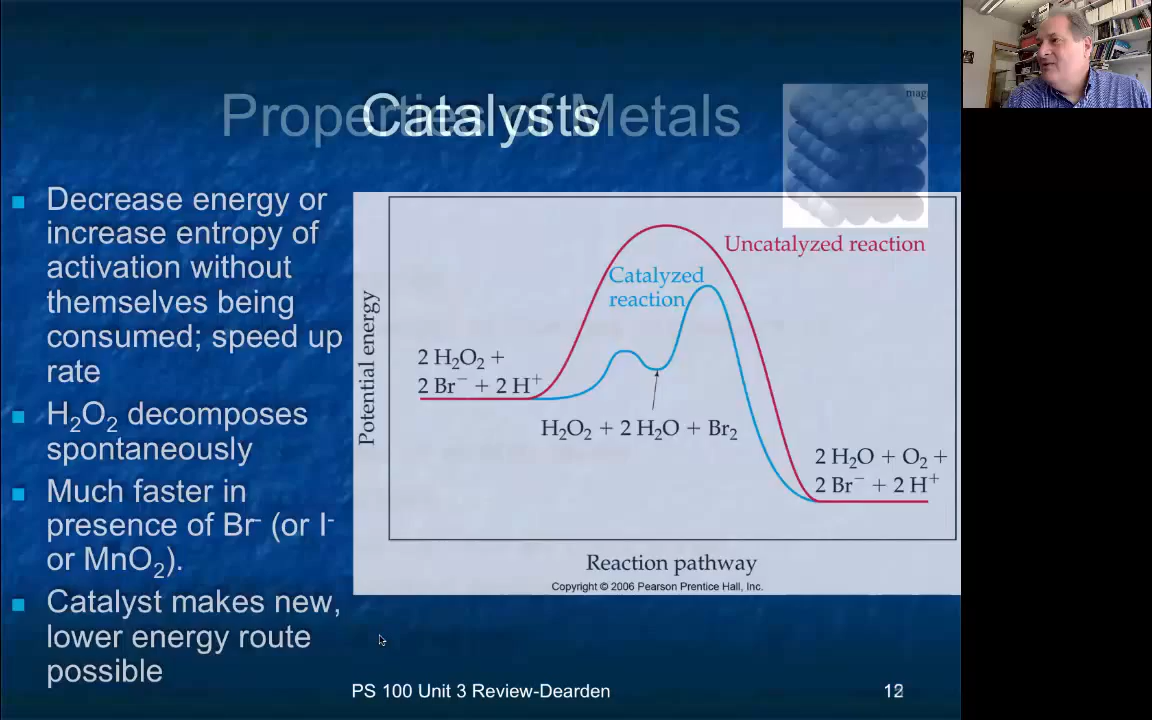 Properties of Metals
Catalysts
magi
Decrease energy or
increase entropy of
activation without
themselves being
consumed; speed up
rate
H₂O₂ decomposes
spontaneously
Much faster in
presence of Br⁻ (or I⁻
or MnO₂).
Catalyst makes new,
lower energy route
possible
Uncatalyzed reaction
Catalyzed
reaction
Potential energy
2 H₂O₂ +
2 Br⁻ + 2 H⁺
H₂O₂ + 2 H₂O + Br₂
2 H₂O + O₂ +
2 Br⁻ + 2 H⁺
Reaction pathway
Copyright © 2006 Pearson Prentice Hall, Inc.
PS 100 Unit 3 Review-Dearden